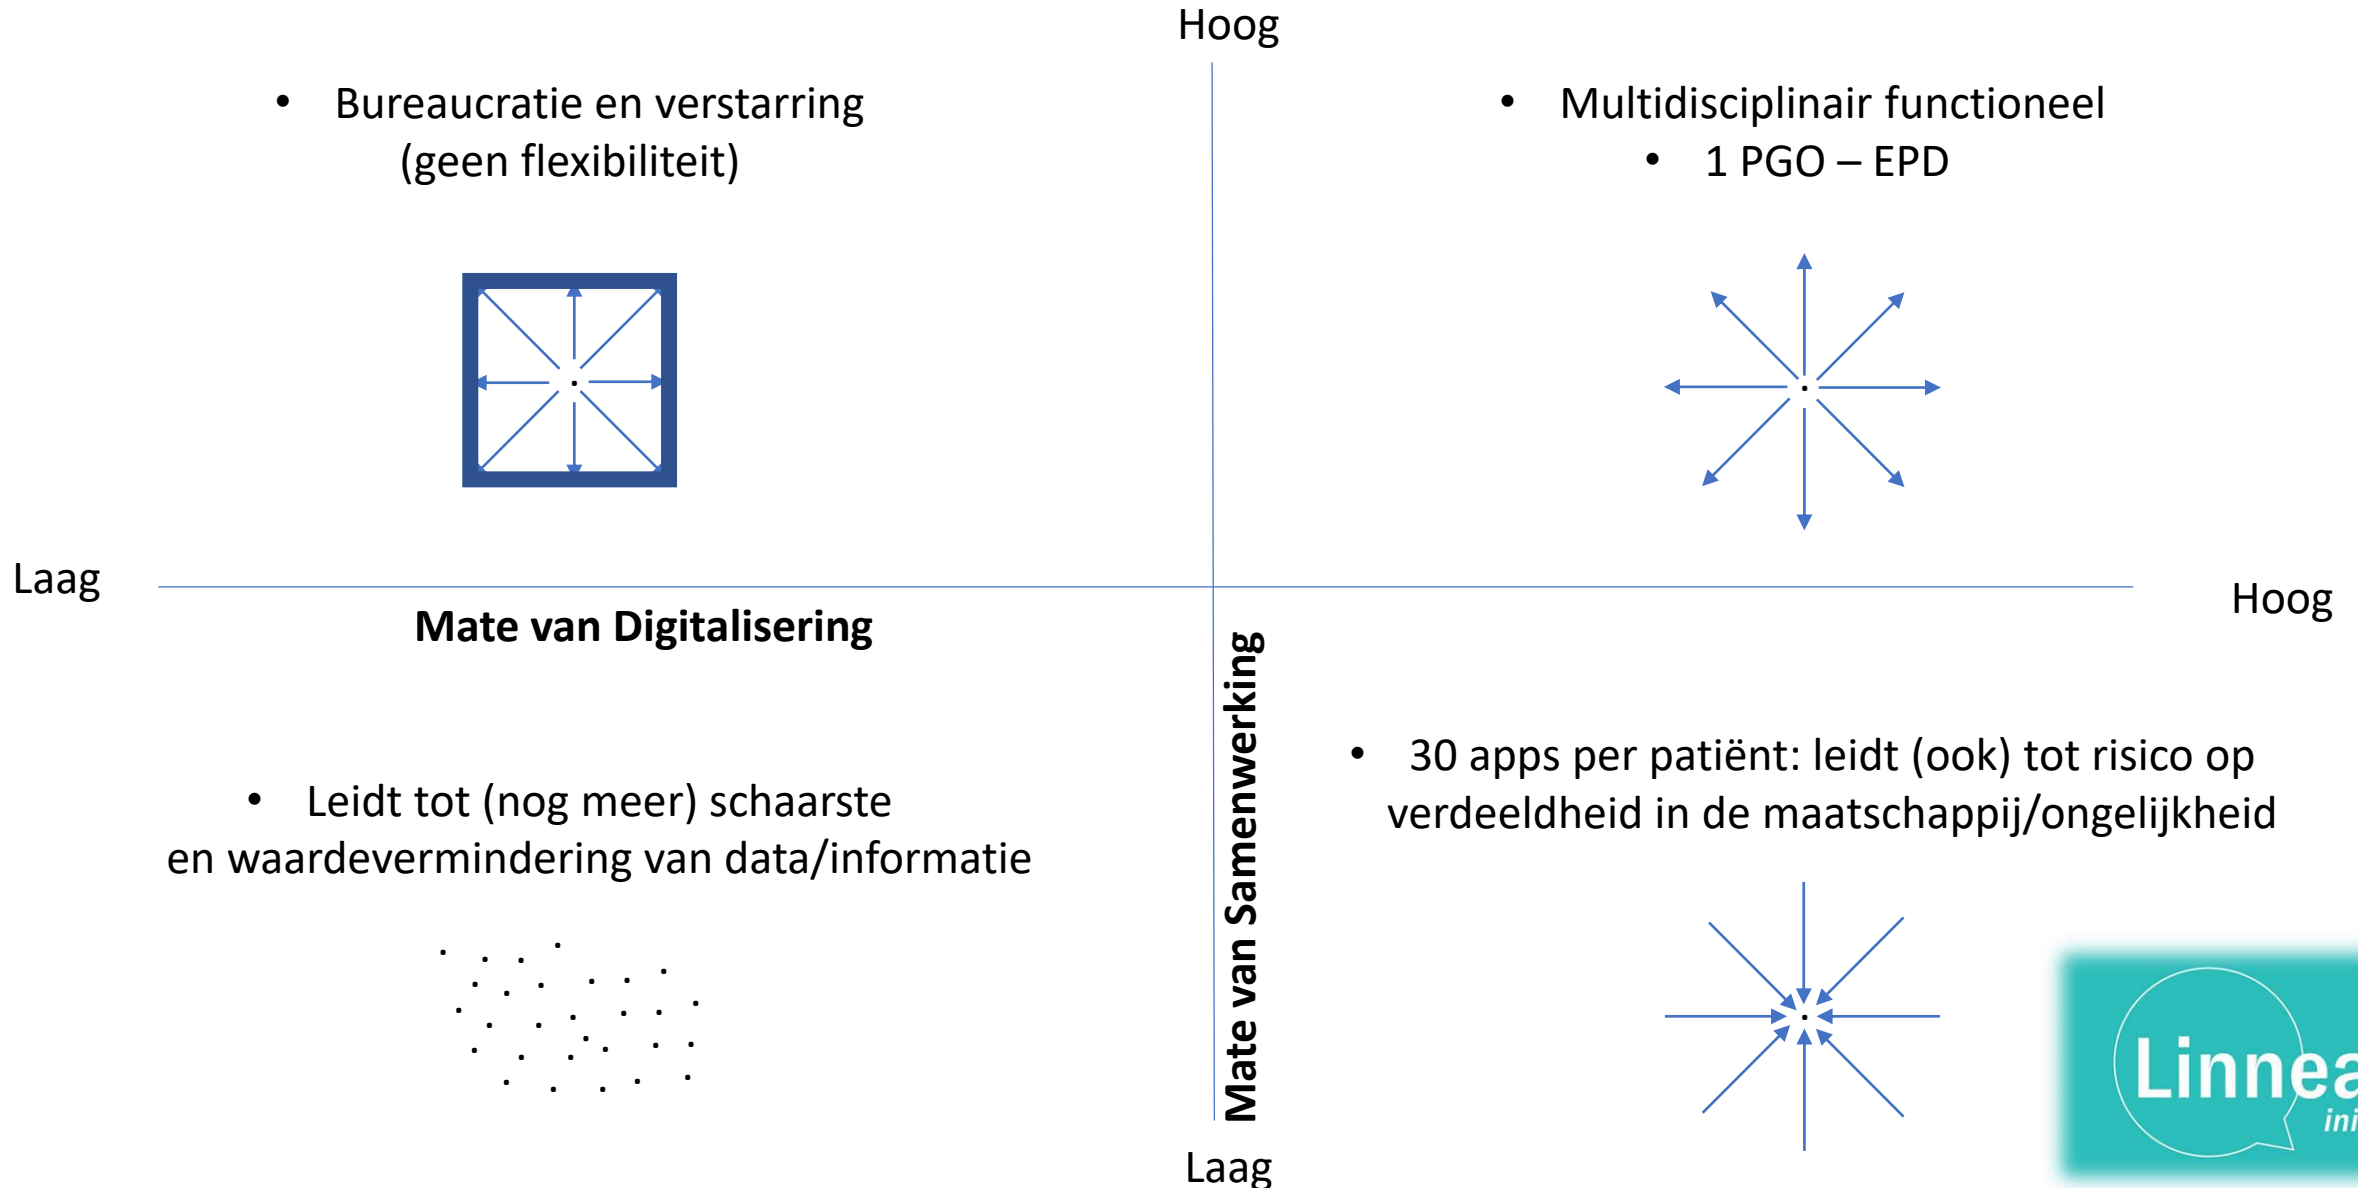 Hoog
• Bureaucratie en verstarring
(geen flexibiliteit)
• Multidisciplinair functioneel
• 1 PGO – EPD
Laag
Hoog
Mate van Digitalisering
Mate van Samenwerking
• Leidt tot (nog meer) schaarste
en waardevermindering van data/informatie
• 30 apps per patiënt: leidt (ook) tot risico op
verdeeldheid in de maatschappij/ongelijkheid
Laag